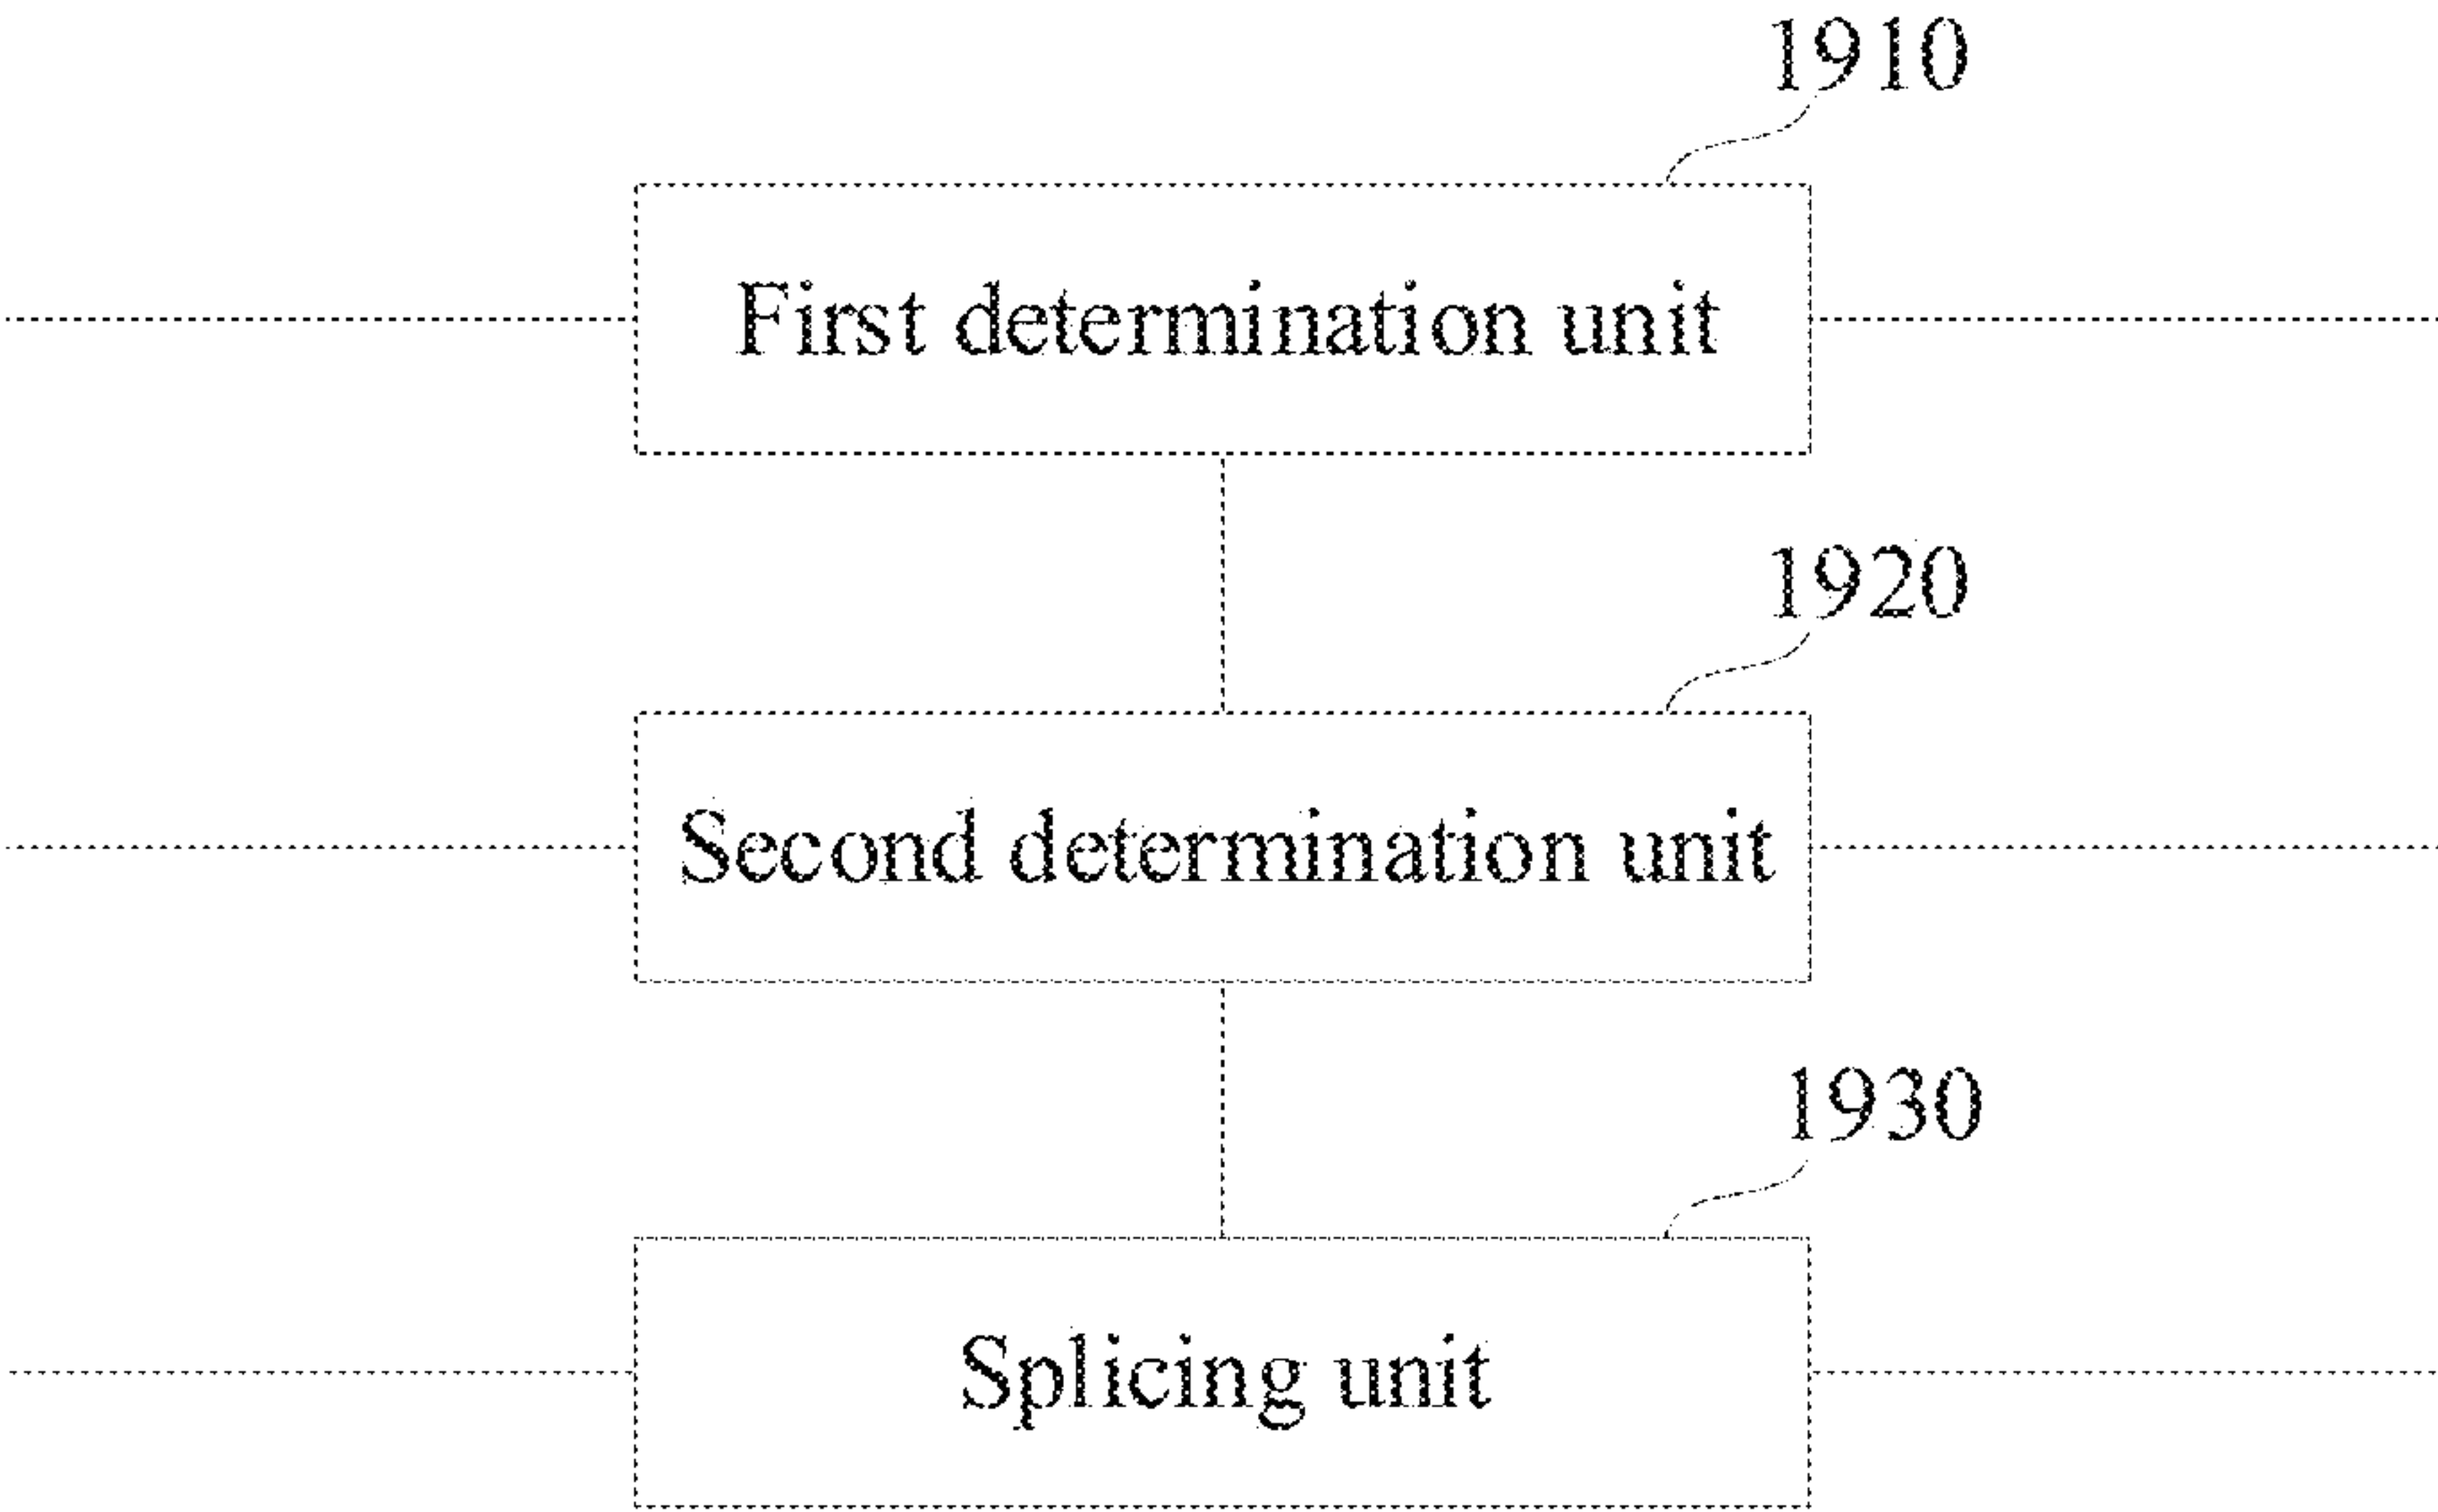 1910
First determination unit
1920
Second determination unit
1930
Splicing unit